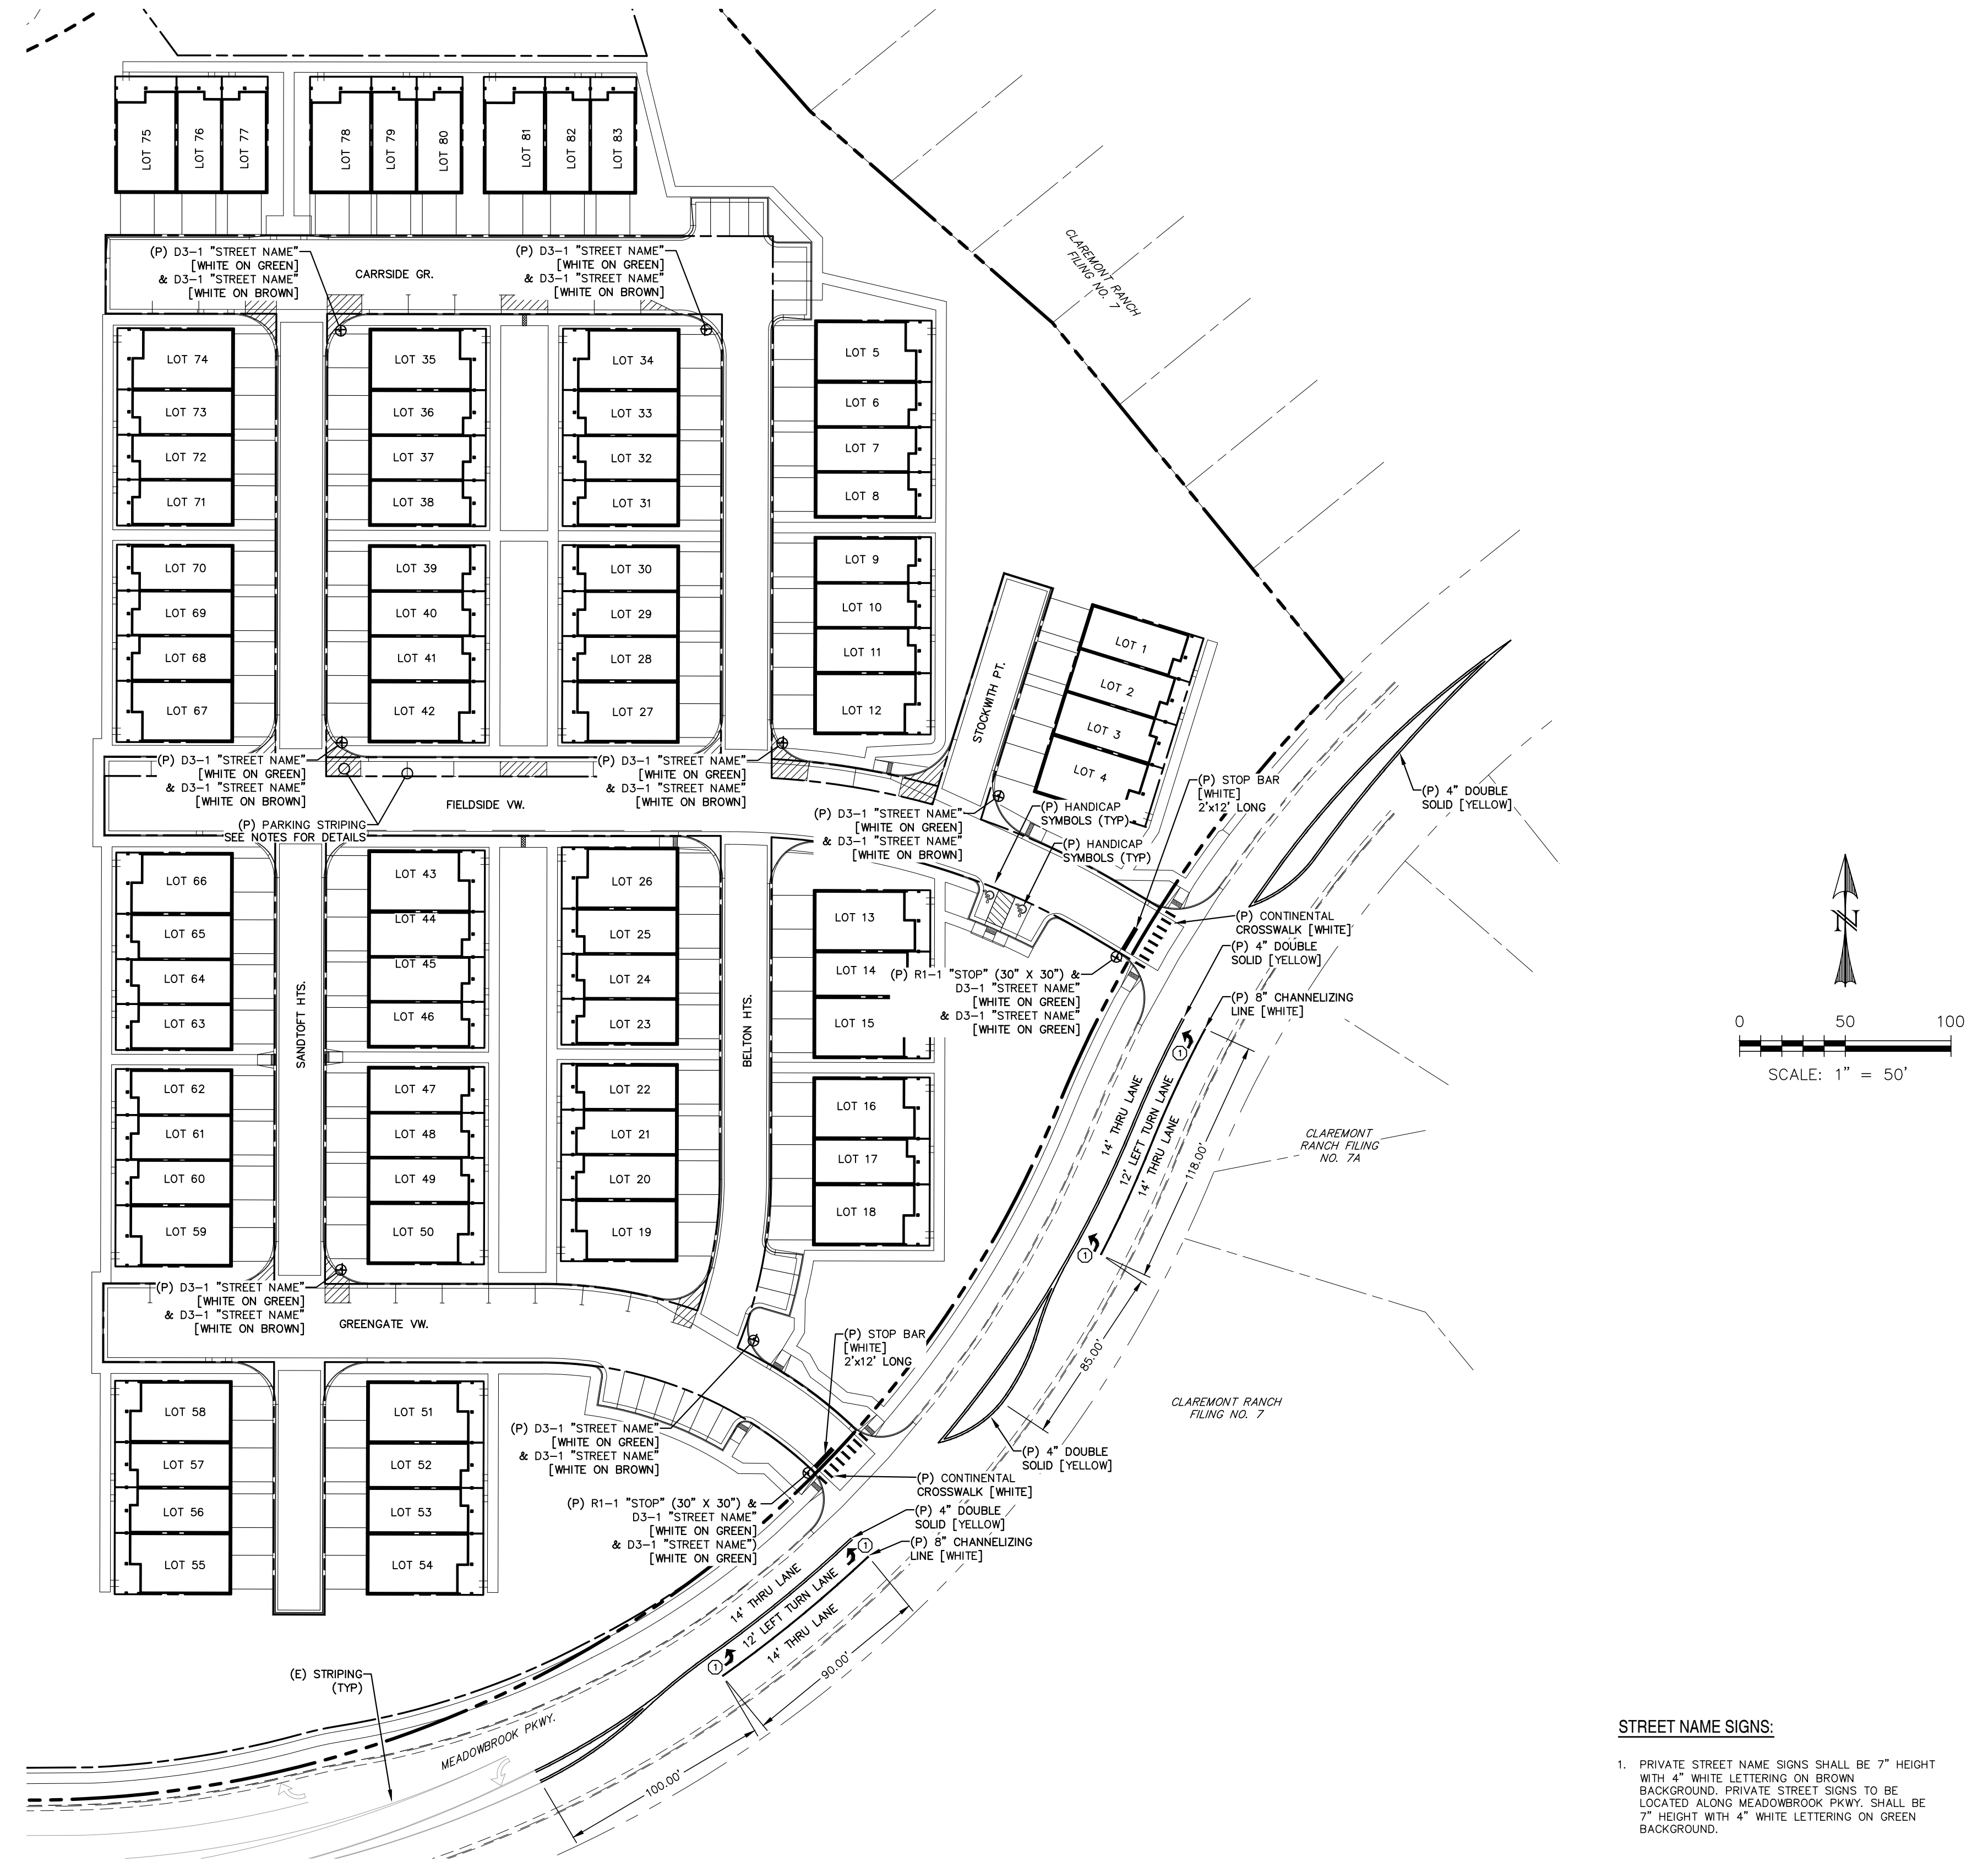 LOT 75
LOT 76
LOT 77
LOT 78
LOT 79
LOT 80
LOT 81
LOT 82
LOT 83
CLAREMONT RANCH
FILING NO. 7
(P) D3-1 "STREET NAME"
[WHITE ON GREEN]
& D3-1 "STREET NAME"
[WHITE ON BROWN]
CARRSIDE GR.
(P) D3-1 "STREET NAME"
[WHITE ON GREEN]
& D3-1 "STREET NAME"
[WHITE ON BROWN]
LOT 74
LOT 73
LOT 72
LOT 71
LOT 70
LOT 69
LOT 68
LOT 67
LOT 35
LOT 36
LOT 37
LOT 38
LOT 39
LOT 40
LOT 41
LOT 42
LOT 34
LOT 33
LOT 32
LOT 31
LOT 30
LOT 29
LOT 28
LOT 27
LOT 5
LOT 6
LOT 7
LOT 8
LOT 9
LOT 10
LOT 11
LOT 12
STOCKWITH PT.
LOT 1
LOT 2
LOT 3
LOT 4
(P) D3-1 "STREET NAME"
[WHITE ON GREEN]
& D3-1 "STREET NAME"
[WHITE ON BROWN]
(P) D3-1 "STREET NAME"
[WHITE ON GREEN]
& D3-1 "STREET NAME"
[WHITE ON BROWN]
FIELDSIDE VW.
(P) PARKING STRIPING
SEE NOTES FOR DETAILS
(P) D3-1 "STREET NAME"
[WHITE ON GREEN]
& D3-1 "STREET NAME"
[WHITE ON BROWN]
(P) HANDICAP
SYMBOLS (TYP)
(P) HANDICAP
SYMBOLS (TYP)
(P) STOP BAR
[WHITE]
2'x12' LONG
(P) 4" DOUBLE
SOLID [YELLOW]
LOT 66
LOT 65
LOT 64
LOT 63
LOT 62
LOT 61
LOT 60
LOT 59
SANDTOFT HTS.
LOT 43
LOT 44
LOT 45
LOT 46
LOT 47
LOT 48
LOT 49
LOT 50
LOT 26
LOT 25
LOT 24
LOT 23
LOT 22
LOT 21
LOT 20
LOT 19
BELTON HTS.
LOT 13
LOT 14
LOT 15
LOT 16
LOT 17
LOT 18
(P) CONTINENTAL
CROSSWALK [WHITE]
(P) 4" DOUBLE
SOLID [YELLOW]
(P) R1-1 "STOP" (30" X 30") &
D3-1 "STREET NAME"
[WHITE ON GREEN]
& D3-1 "STREET NAME"
[WHITE ON GREEN]
(P) 8" CHANNELIZING
LINE [WHITE]
1
14' THRU LANE
12' LEFT TURN LANE
14' THRU LANE
118.00'
1
85.00'
N
0 50 100
SCALE: 1" = 50'
CLAREMONT
RANCH FILING
NO. 7A
CLAREMONT RANCH
FILING NO. 7
(P) D3-1 "STREET NAME"
[WHITE ON GREEN]
& D3-1 "STREET NAME"
[WHITE ON BROWN]
GREENGATE VW.
(P) STOP BAR
[WHITE]
2'x12' LONG
LOT 58
LOT 57
LOT 56
LOT 55
LOT 51
LOT 52
LOT 53
LOT 54
(P) D3-1 "STREET NAME"
[WHITE ON GREEN]
& D3-1 "STREET NAME"
[WHITE ON BROWN]
(P) 4" DOUBLE
SOLID [YELLOW]
(P) CONTINENTAL
CROSSWALK [WHITE]
(P) R1-1 "STOP" (30" X 30") &
D3-1 "STREET NAME"
[WHITE ON GREEN]
& D3-1 "STREET NAME")
[WHITE ON GREEN]
(P) 4" DOUBLE
SOLID [YELLOW]
(P) 8" CHANNELIZING
LINE [WHITE]
1
14' THRU LANE
12' LEFT TURN LANE
14' THRU LANE
1
90.00'
100.00'
(E) STRIPING
(TYP)
MEADOWBROOK PKWY.
STREET NAME SIGNS:
1. PRIVATE STREET NAME SIGNS SHALL BE 7" HEIGHT
WITH 4" WHITE LETTERING ON BROWN
BACKGROUND. PRIVATE STREET SIGNS TO BE
LOCATED ALONG MEADOWBROOK PKWY. SHALL BE
7" HEIGHT WITH 4" WHITE LETTERING ON GREEN
BACKGROUND.